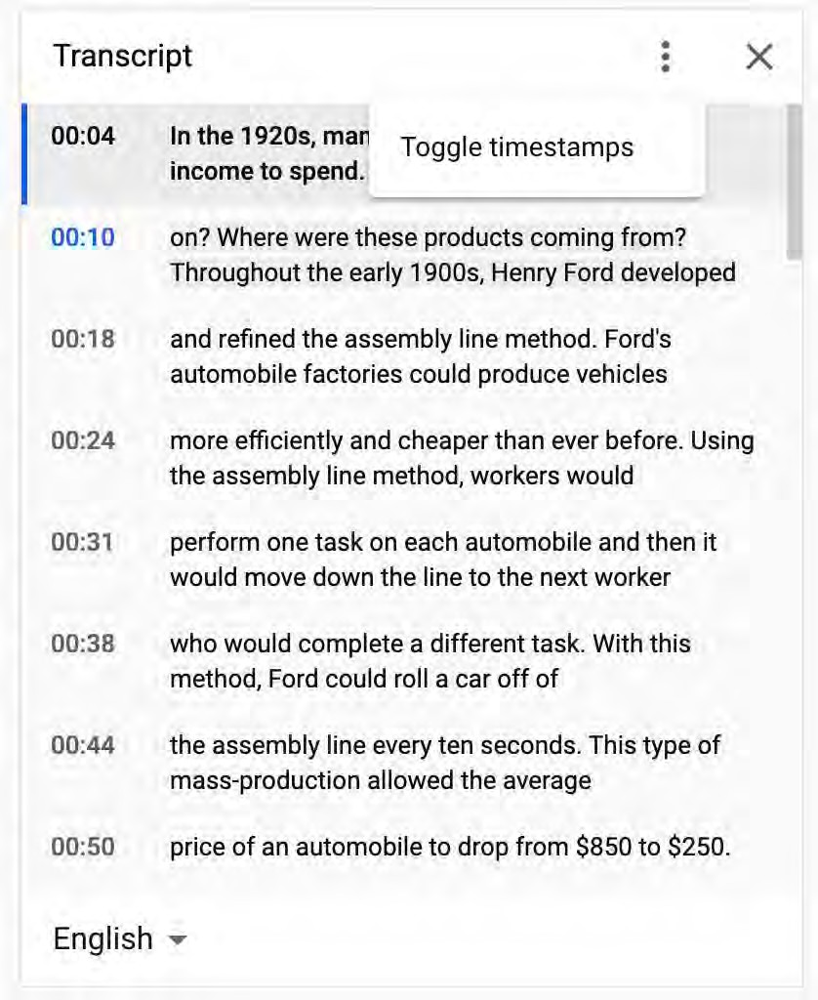 Transcript
00:04 In the 1920s, man
Toggle timestamps
income to spend.
00:10 on? Where were these products coming from?
Throughout the early 1900s, Henry Ford developed
00:18 and refined the assembly line method. Ford's
automobile factories could produce vehicles
00:24 more efficiently and cheaper than ever before. Using
the assembly line method, workers would
00:31 perform one task on each automobile and then it
would move down the line to the next worker
00:38 who would complete a different task. With this
method, Ford could roll a car off of
00:44 the assembly line every ten seconds. This type of
mass-production allowed the average
00:50 price of an automobile to drop from $850 to $250.
English